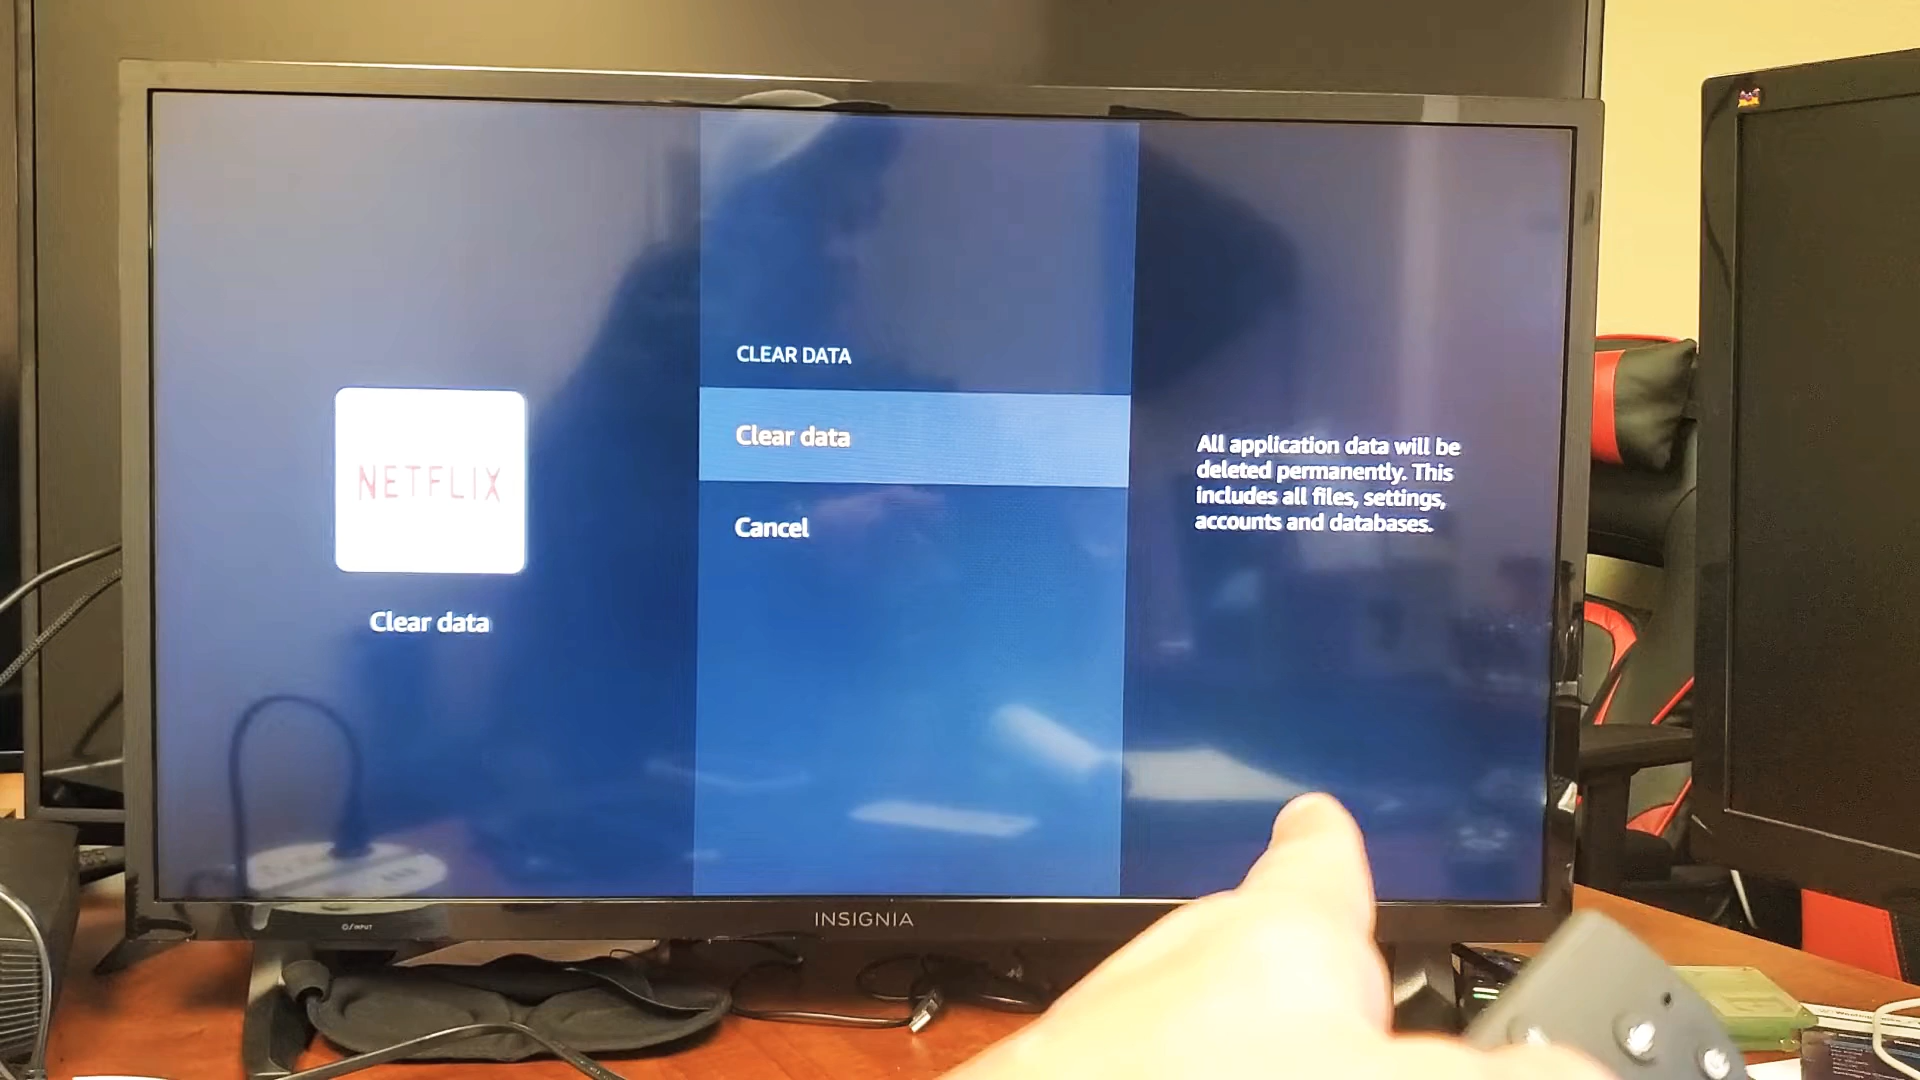 NETFLIX
Clear data
CLEAR DATA
Clear data
Cancel
All application data will be
deleted permanently. This
includes all files, settings,
accounts and databases.
INSIGNIA
INPUT